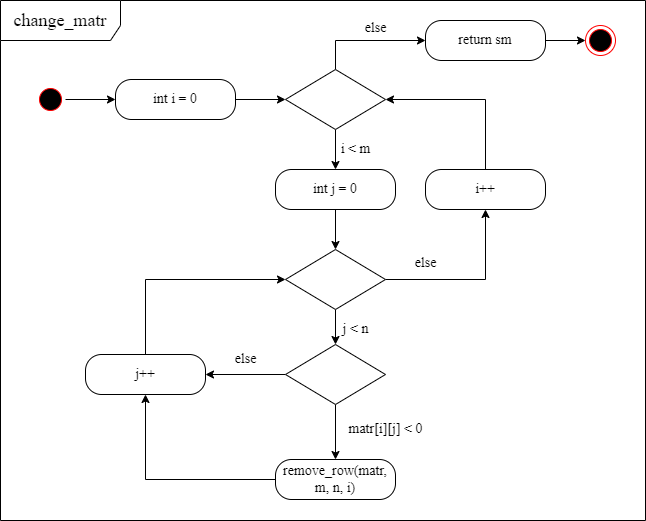 change_matr
else
return sm
int i = 0
i < m
int j = 0
i++
else
j < n
else
j++
matr[i][j] < 0
remove_row(matr,
m, n, i)